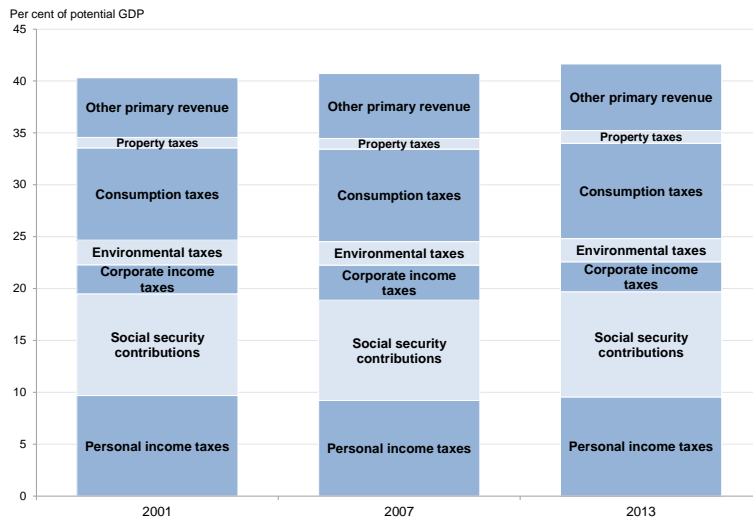 Per cent of potential GDP
45
40
35
30
25
20
15
10
5
0
Other primary revenue
Property taxes
Consumption taxes
Environmental taxes
Corporate income
taxes
Social security
contributions
Personal income taxes
Other primary revenue
Property taxes
Consumption taxes
Environmental taxes
Corporate income
taxes
Social security
contributions
Personal income taxes
Other primary revenue
Property taxes
Consumption taxes
Environmental taxes
Corporate income
taxes
Social security
contributions
Personal income taxes
2001
2007
2013